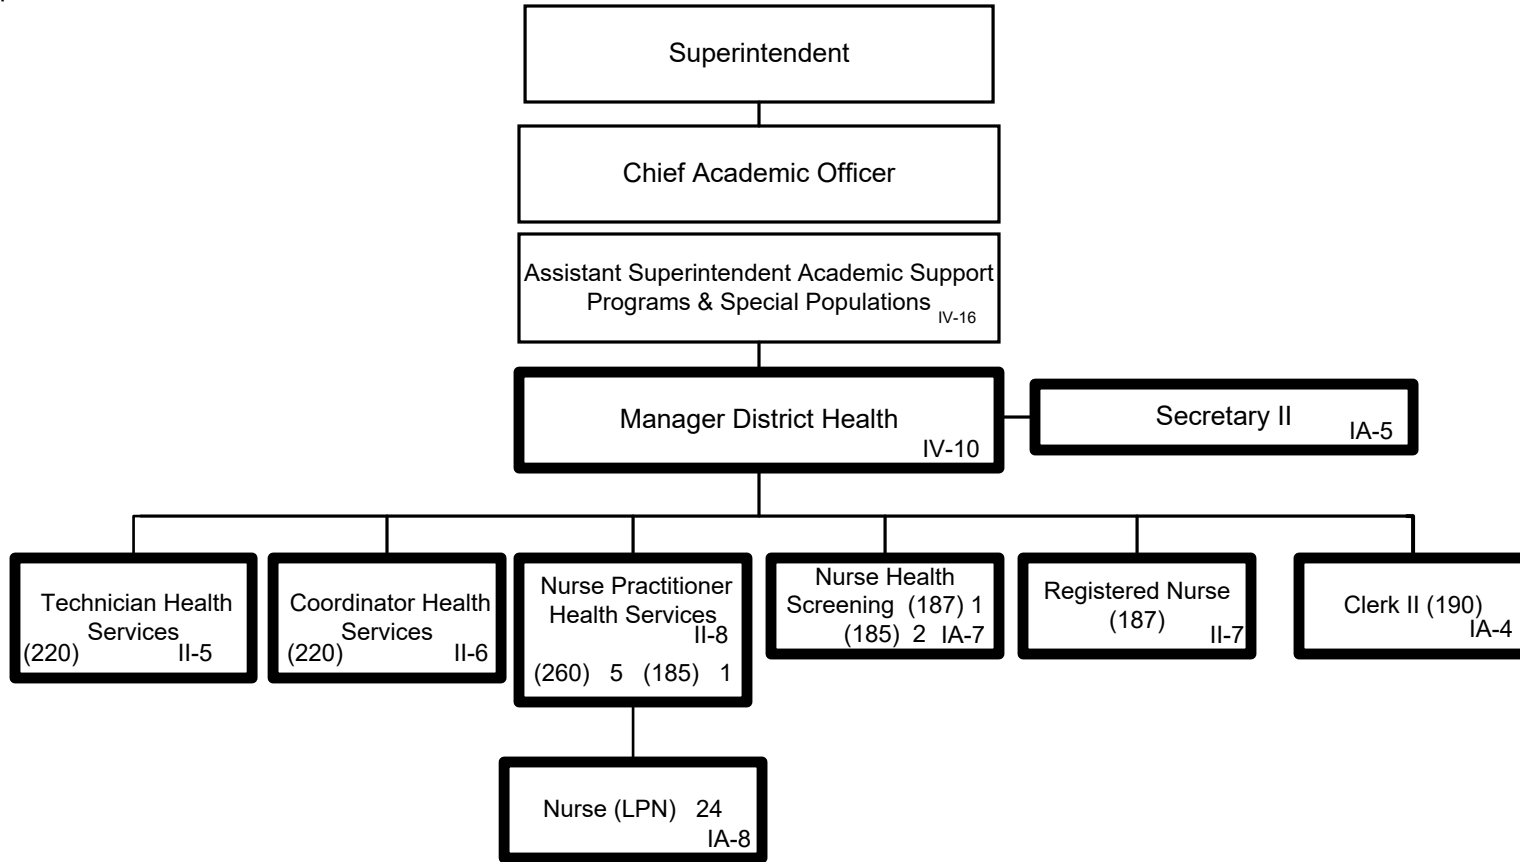 Superintendent
Chief Academic Officer
Assistant Superintendent Academic Support
Programs & Special Populations
IV-16
Manager District Health
IV-10
Secretary II
IA-5
Technician Health
Services
(220) II-5
Coordinator Health
Services
(220) II-6
Nurse Practitioner
Health Services
II-8
(260) 5 (185) 1
Nurse Health
Screening (187) 1
(185) 2 IA-7
Registered Nurse
(187)
II-7
Clerk II (190)
IA-4
Nurse (LPN) 24
IA-8